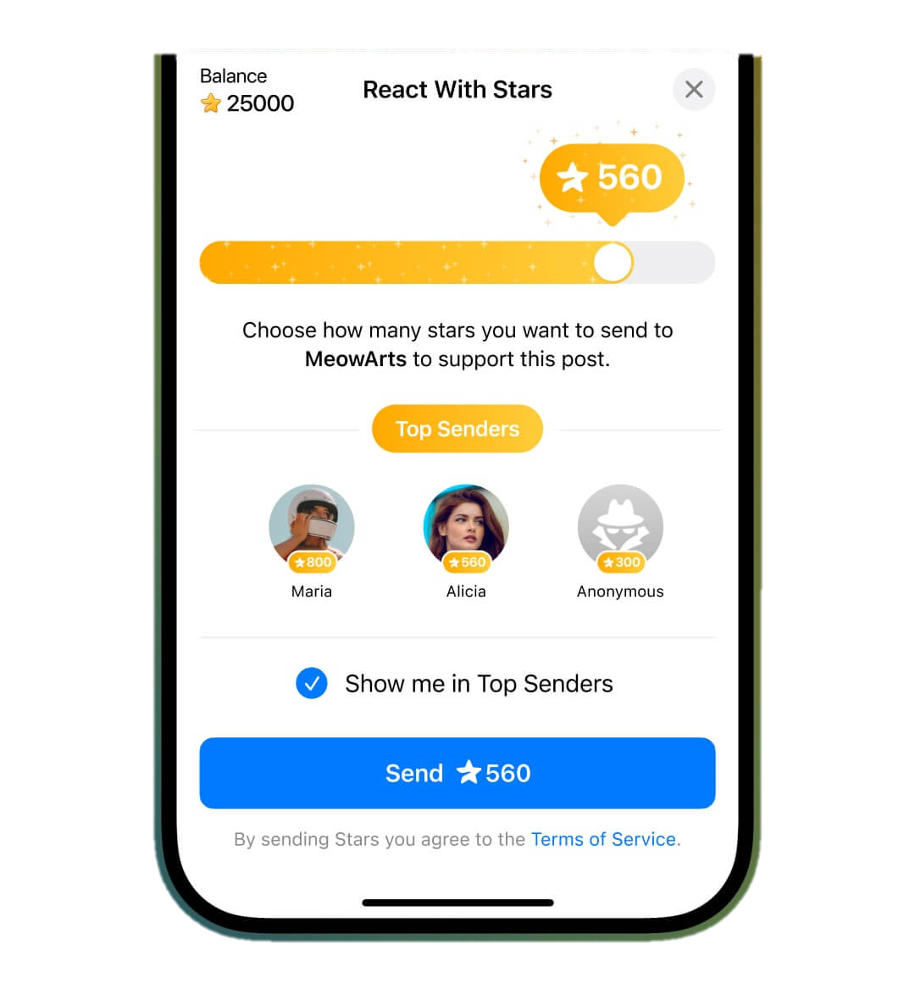 Balance
25000
React With Stars
560
Choose how many stars you want to send to
MeowArts to support this post.
Top Senders
800
560
300
Maria
Alicia
Anonymous
Show me in Top Senders
Send 560
By sending Stars you agree to the Terms of Service.